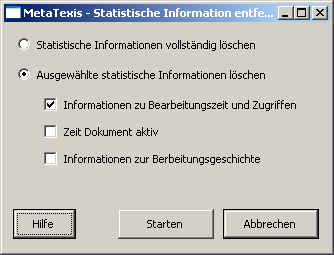 MetaTexis - Statistische Information entfe...
Statistische Informationen vollständig löschen
Ausgewählte statistische Informationen löschen
Informationen zu Bearbeitungszeit und Zugriffen
Zeit Dokument aktiv
Informationen zur Berbeitungsgeschichte
Hilfe Starten Abbrechen